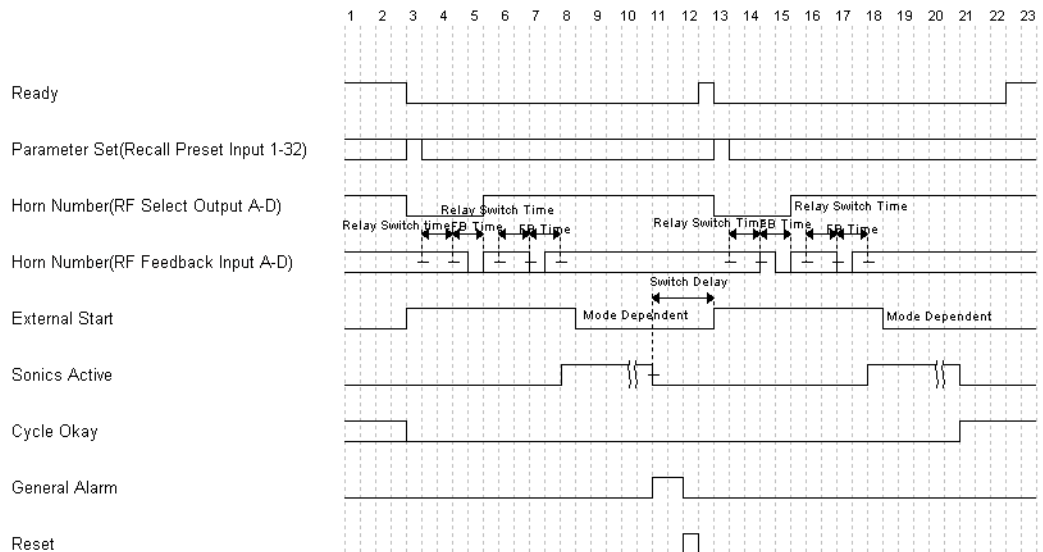 1 2 3 4 5 6 7 8 9 10 11 12 13 14 15 16 17 18 19 20 21 22 23
Ready
Parameter Set(Recall Preset Input 1-32)
Horn Number(RF Select Output A-D)
Relay Switch Time
Relay Switch Time
Relay Switch time
FB Time
FB Time
Relay Switch Time
FB Time
FB Time
Horn Number(RF Feedback Input A-D)
Switch Delay
External Start
Mode Dependent
Mode Dependent
Sonics Active
Cycle Okay
General Alarm
Reset